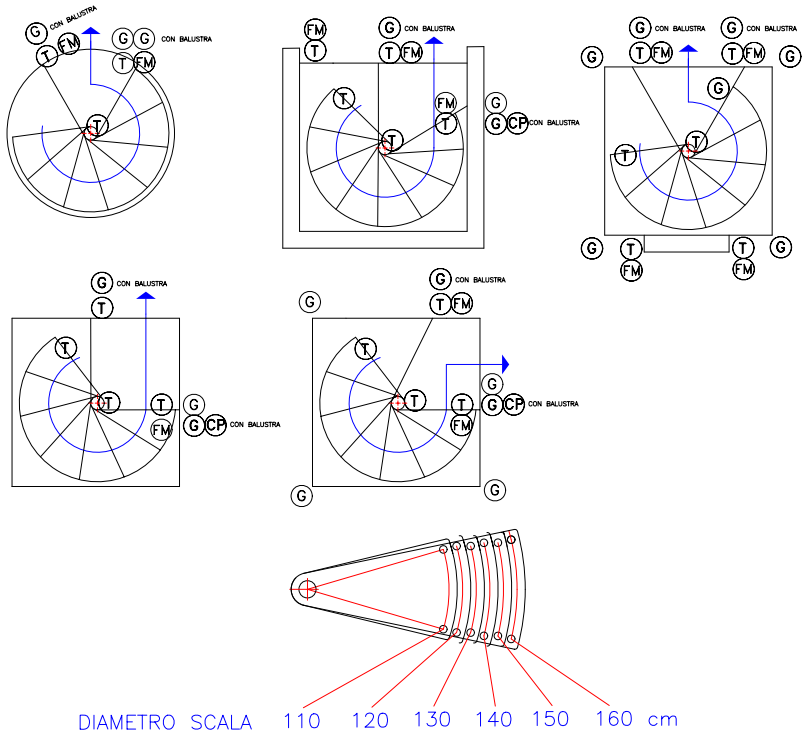 G CON BALUSTRA
T FM
G G CON BALUSTRA
T FM
T
FM
T
G CON BALUSTRA
T FM
T
FM
T
G
G CP CON BALUSTRA
T
G CON BALUSTRA
T FM
G CON BALUSTRA
T FM
G
G
G
T
T
G
T
FM
T
FM
G
G CON BALUSTRA
T
T
T
T
FM
G
G CP CON BALUSTRA
G
G CON BALUSTRA
T FM
T
T
T
FM
G
G CP CON BALUSTRA
G
G
DIAMETRO SCALA 110 120 130 140 150 160 cm